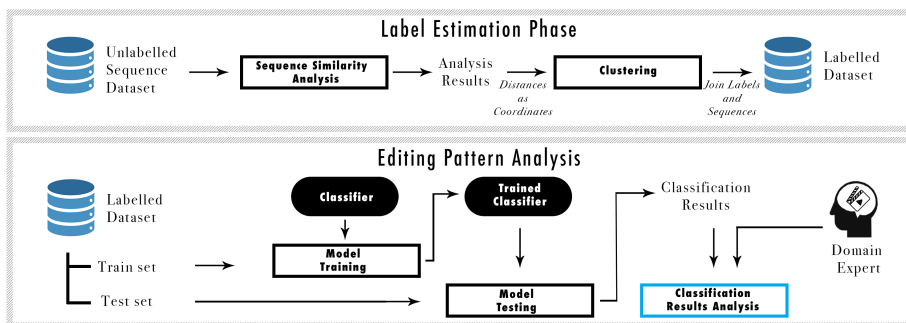 Label Estimation Phase
Unlabelled
Sequence
Dataset
Sequence Similarity
Analysis
Analysis
Results
Distances
as
Coordinates
Clustering
Join Labels
and
Sequences
Labelled
Dataset
Editing Pattern Analysis
Labelled
Dataset
Train set
Test set
Classifier
Model
Training
Trained
Classifier
Model
Testing
Classification
Results
Classification
Results Analysis
Domain
Expert